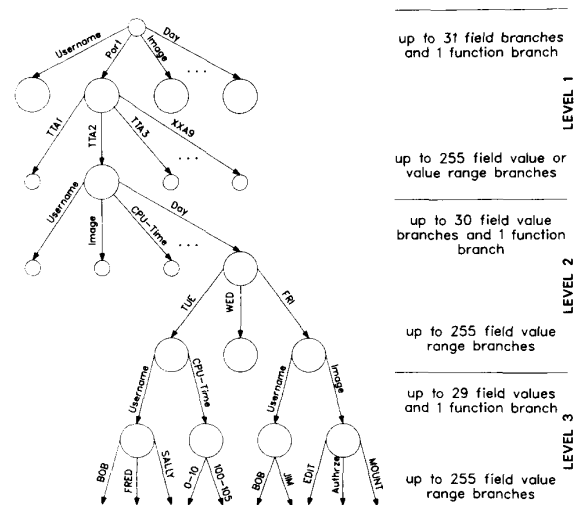 Username
Port
Image
Day
. . .
up to 31 field branches
and 1 function branch
LEVEL 1
TTA1
TTA2
TTA3
XXA9
. . .
up to 255 field value or
value range branches
Username
Image
CPU-Time
Day
. . .
up to 30 field value
branches and 1 function
branch
LEVEL 2
TUE
WED
FRI
up to 255 field value
range branches
Username
CPU-Time
Username
Image
up to 29 field values
and 1 function branch
LEVEL 3
BOB
FRED
SALLY
0-10
100-105
BOB
JIM
EDIT
Authrze
MOUNT
up to 255 field value
range branches